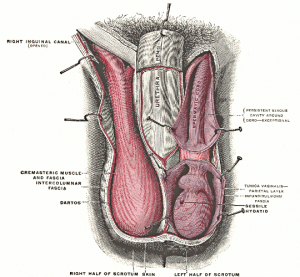 RIGHT INGUINAL CANAL
(OPENED)
PENIS
URETHRA
(PERSISTENT SEROUS
CAVITY AROUND
CORD—EXCEPTIONAL
CREMASTERIC MUSCLE
AND FASCIA
INTERCOLUMNAR
FASCIA
DARTOS
TUNICA VAGINALIS—
PARIETAL LAYER
INFUNDIBULIFORM
FASCIA
SESSILE
HYDATID
RIGHT HALF OF SCROTUM
SKIN
LEFT HALF OF SCROTUM